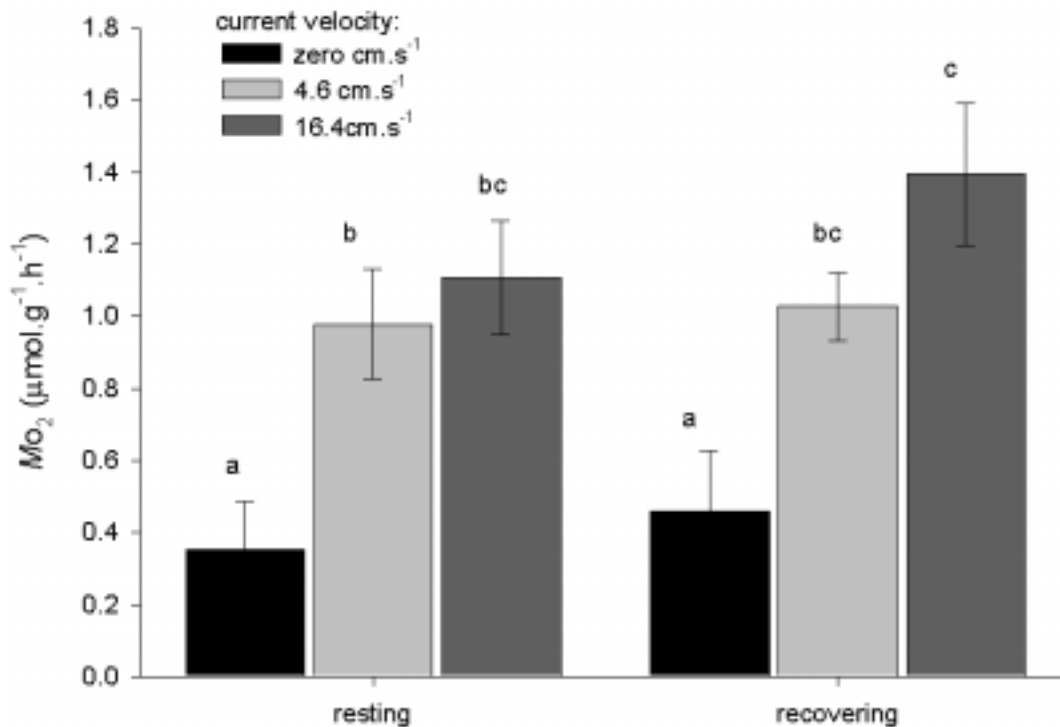 current velocity:
zero cm.s⁻¹
4.6 cm.s⁻¹
16.4cm.s⁻¹
Mo₂ (μmol.g⁻¹.h⁻¹)
1.8
1.6
1.4
1.2
1.0
0.8
0.6
0.4
0.2
0.0
a
b
bc
a
bc
c
resting
recovering